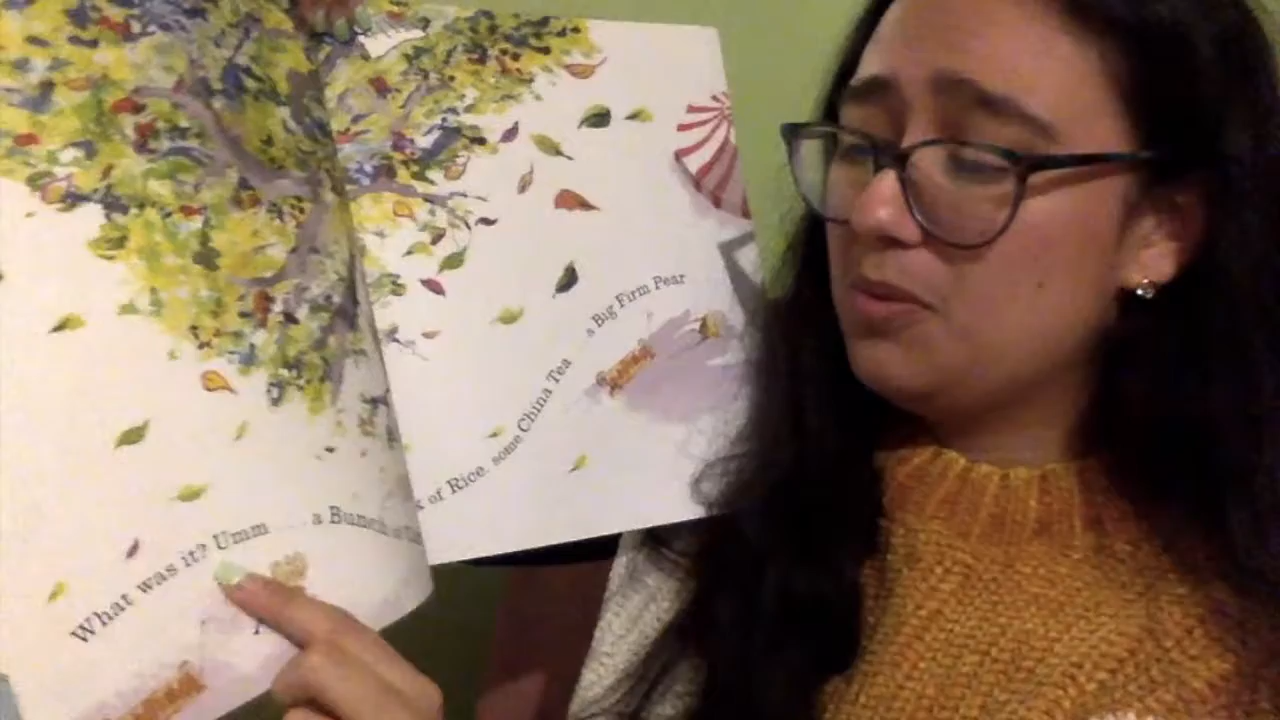 What was it? Umm ... a Bunch
of Rice, some China Tea
a Big Firm Pear